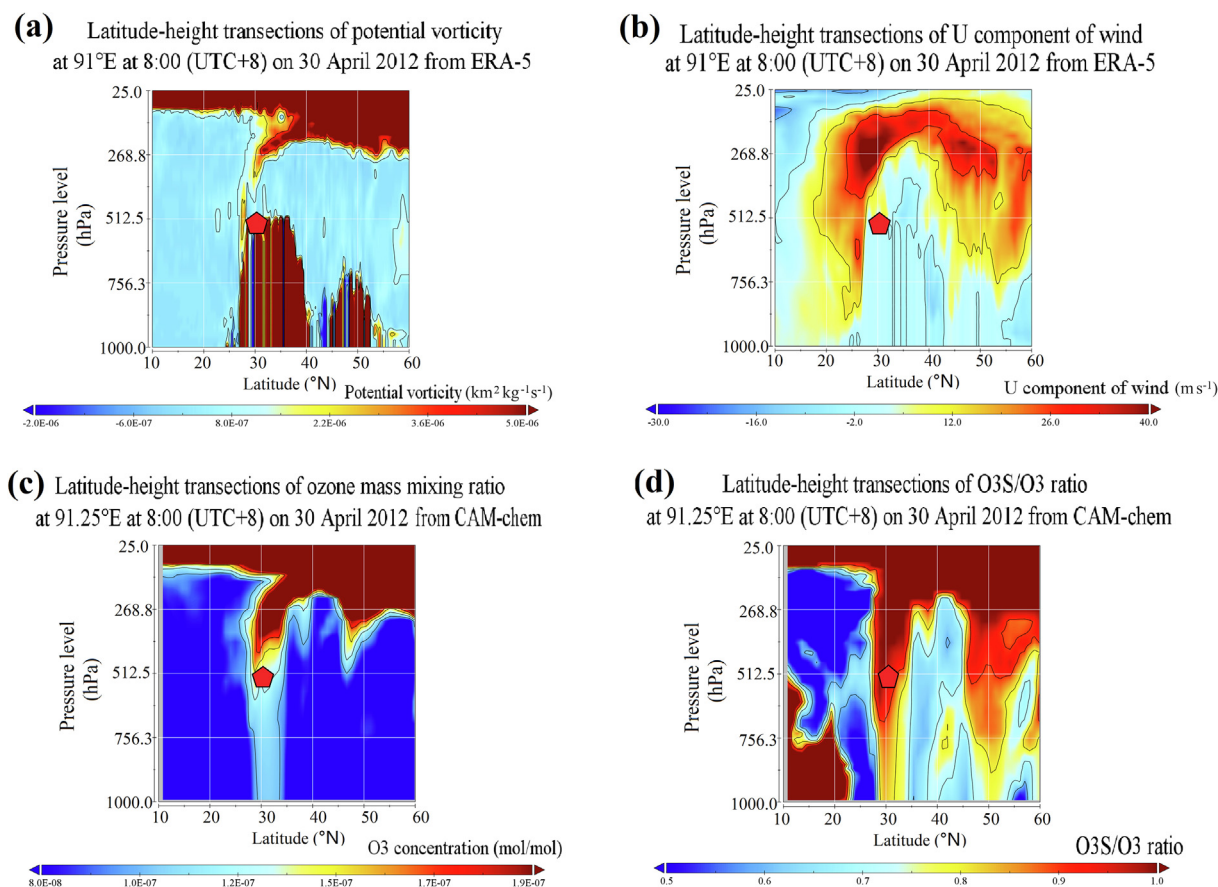 (a)
Latitude-height transections of potential vorticity
at 91°E at 8:00 (UTC+8) on 30 April 2012 from ERA-5
25.0
268.8
512.5
756.3
1000.0
Pressure level
(hPa)
10 20 30 40 50 60
Latitude (°N)
Potential vorticity (km² kg⁻¹s⁻¹)
-2.0E-06 -6.0E-07 8.0E-07 2.2E-06 3.6E-06 5.0E-06
(b)
Latitude-height transections of U component of wind
at 91°E at 8:00 (UTC+8) on 30 April 2012 from ERA-5
25.0
268.8
512.5
756.3
1000.0
Pressure level
(hPa)
10 20 30 40 50 60
Latitude (°N)
U component of wind (m s⁻¹)
-30.0 -16.0 -2.0 12.0 26.0 40.0
(c)
Latitude-height transections of ozone mass mixing ratio
at 91.25°E at 8:00 (UTC+8) on 30 April 2012 from CAM-chem
25.0
268.8
512.5
756.3
1000.0
Pressure level
(hPa)
10 20 30 40 50 60
Latitude (°N)
O3 concentration (mol/mol)
8.0E-08 1.0E-07 1.2E-07 1.5E-07 1.7E-07 1.9E-07
(d)
Latitude-height transections of O3S/O3 ratio
at 91.25°E at 8:00 (UTC+8) on 30 April 2012 from CAM-chem
25.0
268.8
512.5
756.3
1000.0
Pressure level
(hPa)
10 20 30 40 50 60
Latitude (°N)
O3S/O3 ratio
0.5 0.6 0.7 0.8 0.9 1.0